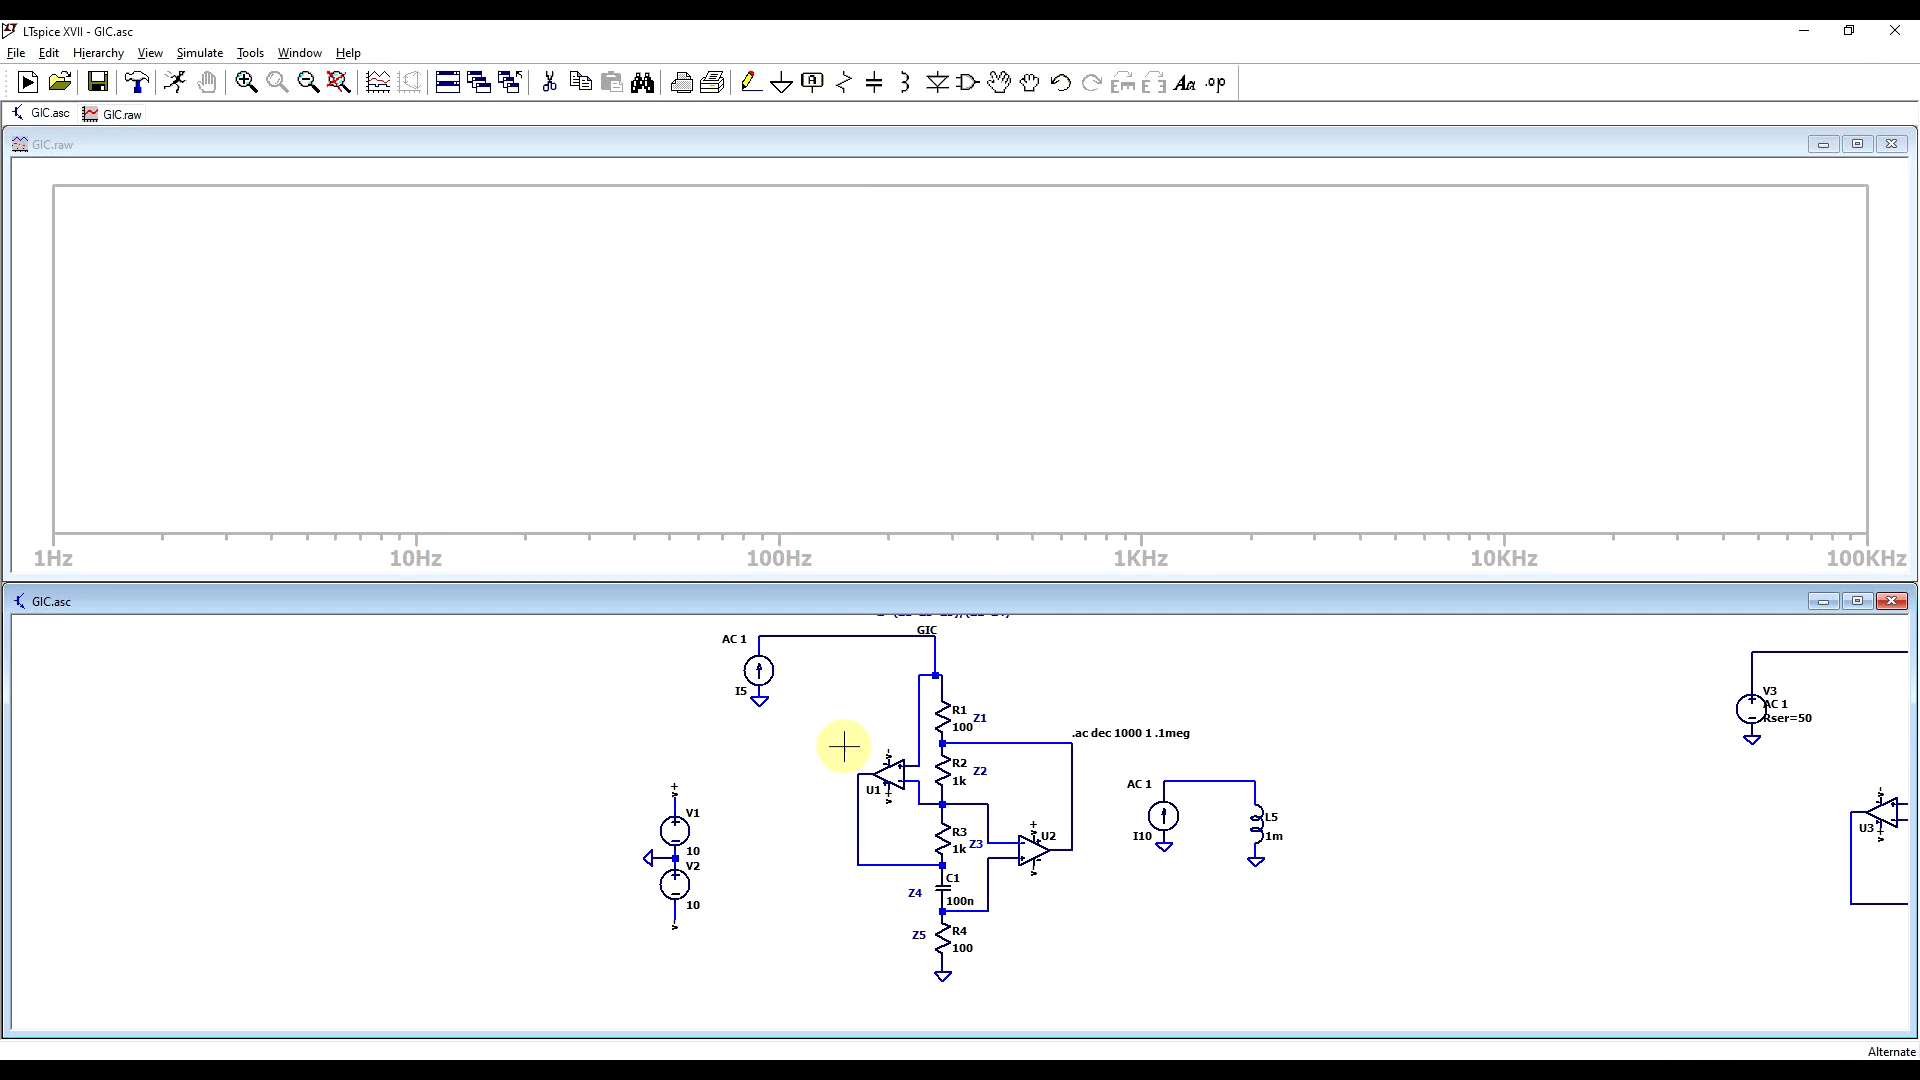 LTspice XVII - GIC.asc
File Edit Hierarchy View Simulate Tools Window Help
.op
GIC.asc GIC.raw
GIC.raw
1Hz 10Hz 100Hz 1KHz 10KHz 100KHz
GIC.asc
GIC
AC 1
I5
R1
100
Z1
.ac dec 1000 1 .1meg
R2
1k
Z2
U1
V-
V+
R3
1k
Z3
U2
V+
V-
C1
100n
Z4
R4
100
Z5
V+
V1
10
V2
10
V-
AC 1
I10
L5
1m
V3
AC 1
Rser=50
U3
V-
V+
Alternate